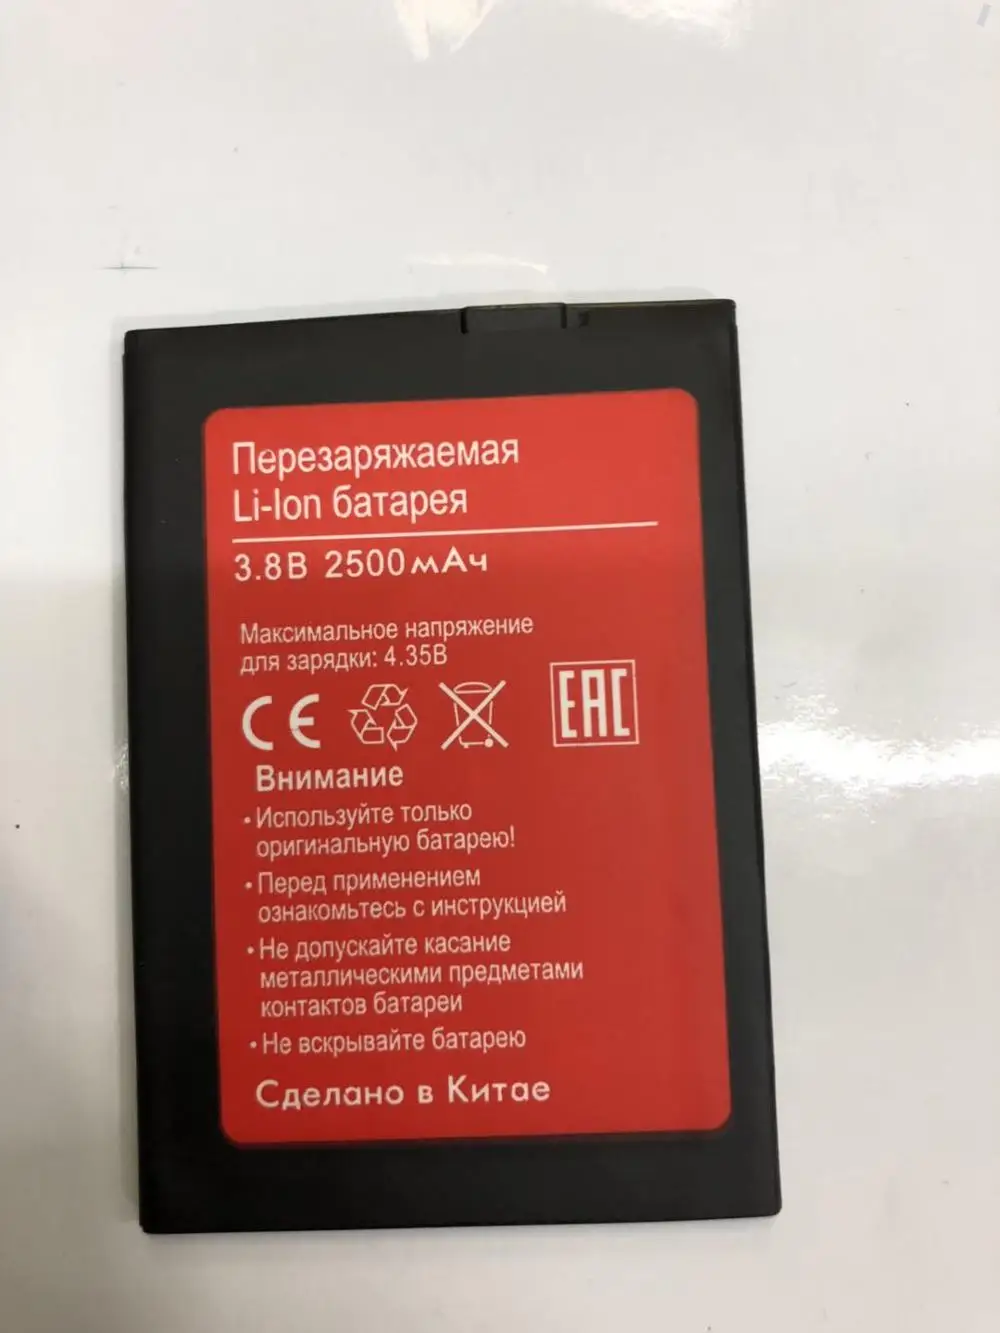 Перезаряжаемая
Li-Ion батарея
3.8В 2500мАч
Максимальное напряжение
для зарядки: 4.35В
CE
EAC
Внимание
• Используйте только
оригинальную батарею!
• Перед применением
ознакомьтесь с инструкцией
• Не допускайте касание
металлическими предметами
контактов батареи
• Не вскрывайте батарею
Сделано в Китае